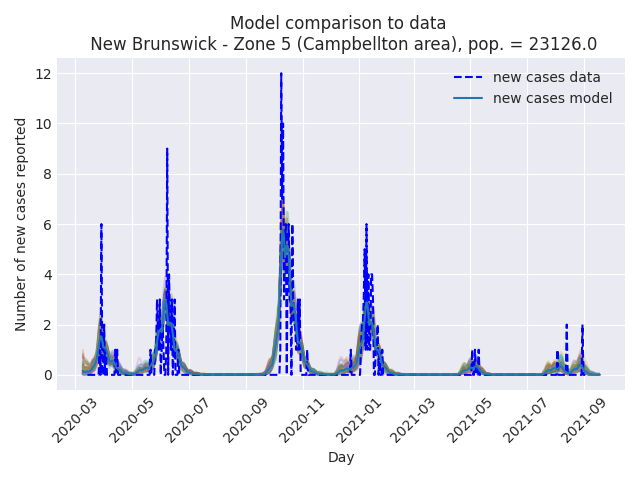 Model comparison to data
New Brunswick - Zone 5 (Campbellton area), pop. = 23126.0
new cases data
new cases model
Number of new cases reported
12
10
8
6
4
2
0
2020-03
2020-05
2020-07
2020-09
2020-11
2021-01
2021-03
2021-05
2021-07
2021-09
Day